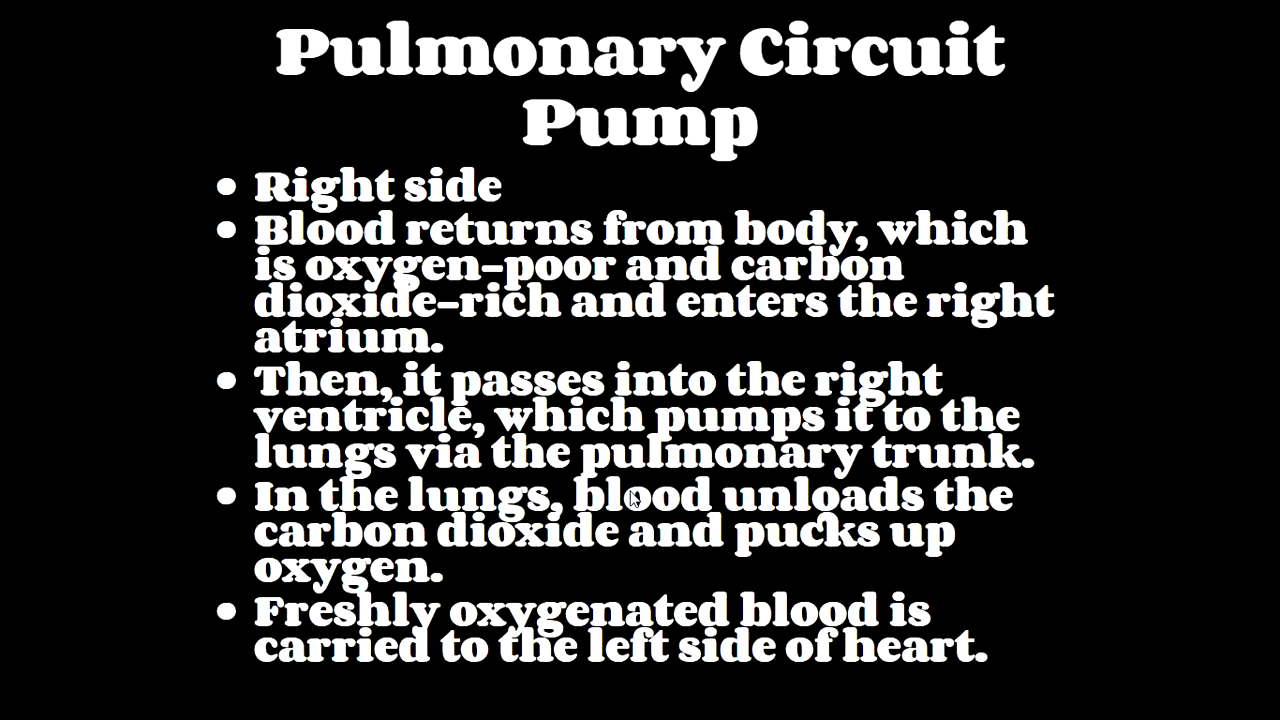 Pulmonary Circuit
Pump
• Right side
• Blood returns from body, which
is oxygen-poor and carbon
dioxide-rich and enters the right
atrium.
• Then, it passes into the right
ventricle, which pumps it to the
lungs via the pulmonary trunk.
• In the lungs, blood unloads the
carbon dioxide and pucks up
oxygen.
• Freshly oxygenated blood is
carried to the left side of heart.